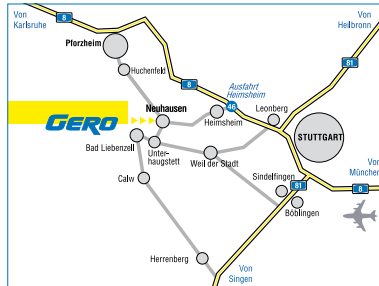 Von
Karlsruhe
8
Von
Heilbronn
Pforzheim
81
Huchenfeld
8
Ausfahrt
Heimsheim
46
Neuhausen
Leonberg
GERO
Heimsheim
STUTTGART
Bad Liebenzell
Unter-
haugstett
Weil der Stadt
Von
München
Calw
Sindelfingen
81
8
Böblingen
Herrenberg
Von
Singen